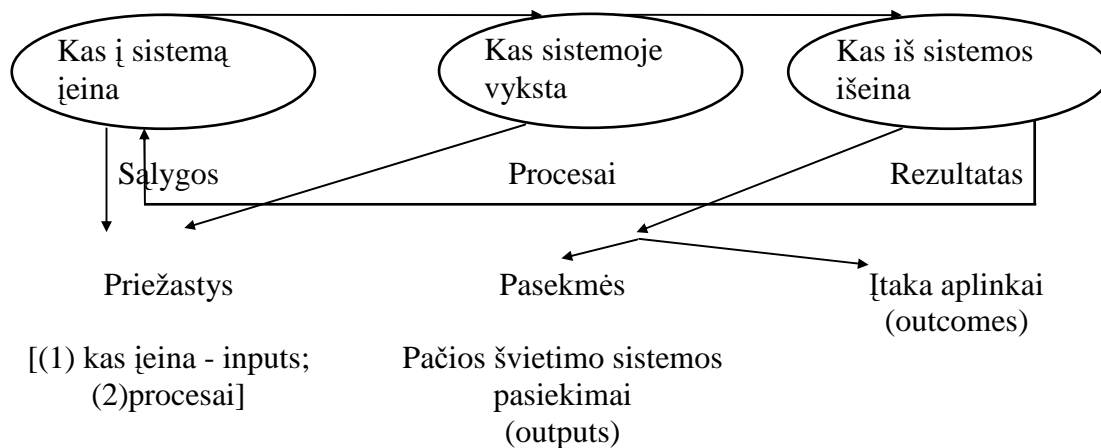 Kas į sistemą
įeina
Kas sistemoje
vyksta
Kas iš sistemos
išeina
Sąlygos
Procesai
Rezultatas
Priežastys
Pasekmės
Įtaka aplinkai
(outcomes)
[(1) kas įeina - inputs;
(2)procesai]
Pačios švietimo sistemos
pasiekimai
(outputs)